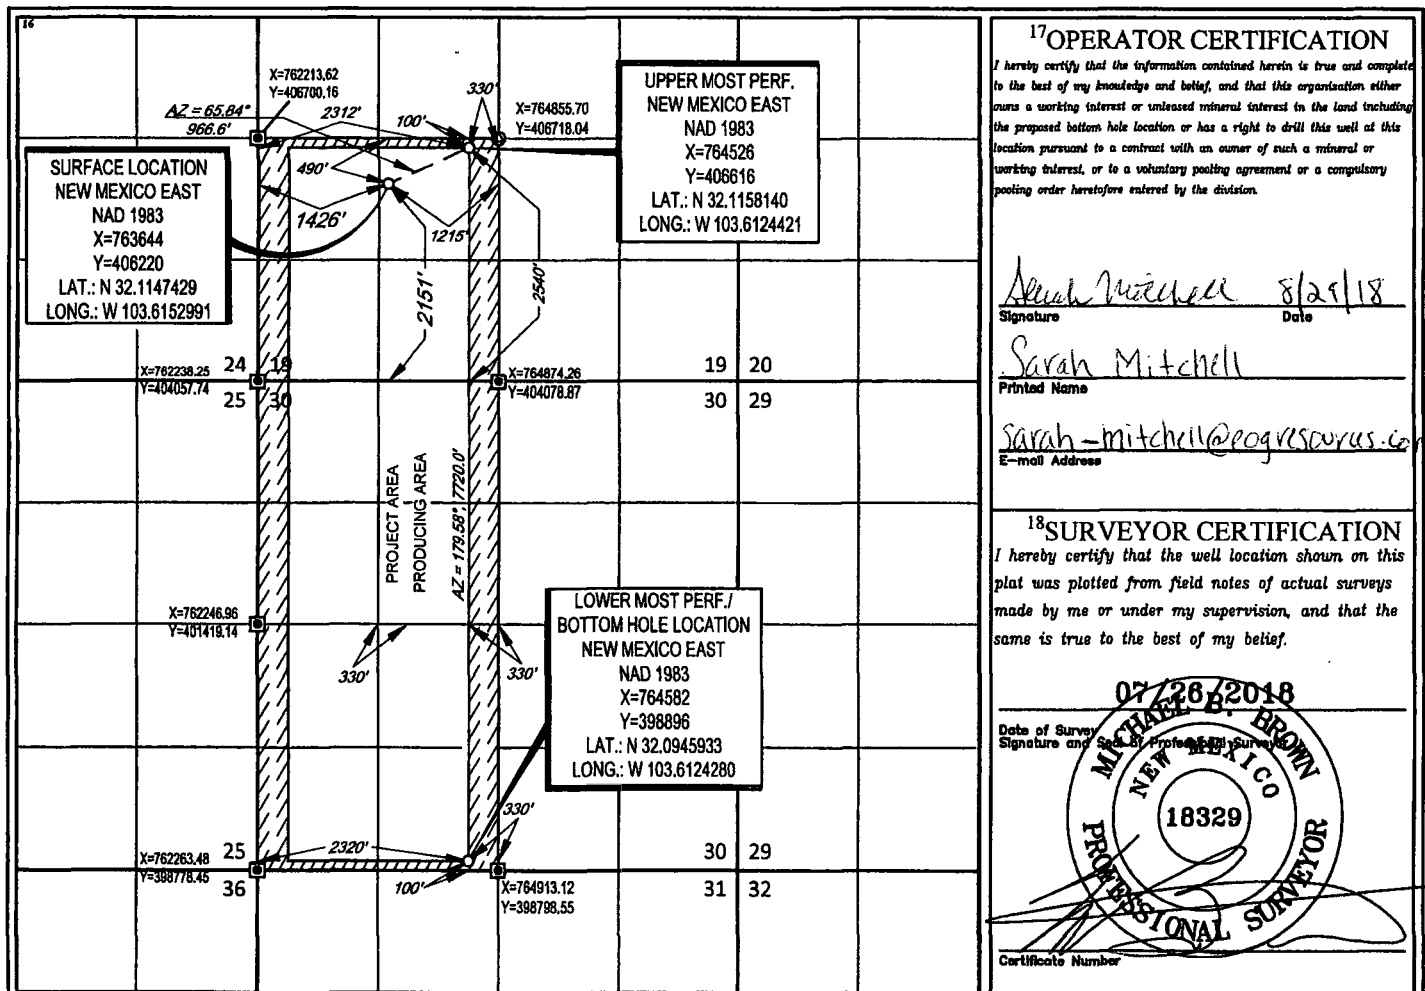 16
X=762213.62
Y=406700.16
AZ = 65.84°
966.6'
2312'
100'
330'
X=764855.70
Y=406718.04
UPPER MOST PERF.
NEW MEXICO EAST
NAD 1983
X=764526
Y=406616
LAT.: N 32.1158140
LONG.: W 103.6124421
SURFACE LOCATION
NEW MEXICO EAST
NAD 1983
X=763644
Y=406220
LAT.: N 32.1147429
LONG.: W 103.6152991
490'
1426'
1215'
2151'
2540'
X=762238.25
Y=404057.74
24 19
25 30
X=764874.26
Y=404078.87
19 20
30 29
PROJECT AREA
PRODUCING AREA
AZ = 179.58°, 7720.0'
X=762246.96
Y=401419.14
330'
330'
LOWER MOST PERF./
BOTTOM HOLE LOCATION
NEW MEXICO EAST
NAD 1983
X=764582
Y=398896
LAT.: N 32.0945933
LONG.: W 103.6124280
330'
X=762263.48
Y=398778.45
25
36
2320'
100'
X=764913.12
Y=398798.55
30 29
31 32
17OPERATOR CERTIFICATION
I hereby certify that the information contained herein is true and complete
to the best of my knowledge and belief, and that this organisation either
owns a working interest or unleased mineral interest in the land including
the proposed bottom hole location or has a right to drill this well at this
location pursuant to a contract with an owner of such a mineral or
working interest, or to a voluntary pooling agreement or a compulsory
pooling order heretofore entered by the division.
Sarah Mitchell 8/29/18
Signature Date
Sarah Mitchell
Printed Name
sarah_mitchell@eogresources.com
E-mail Address
18SURVEYOR CERTIFICATION
I hereby certify that the well location shown on this
plat was plotted from field notes of actual surveys
made by me or under my supervision, and that the
same is true to the best of my belief.
07/26/2018
Date of Survey
Signature and Seal of Professional Surveyor
MICHAEL B. BROWN
NEW MEXICO
18329
PROFESSIONAL SURVEYOR
Certificate Number